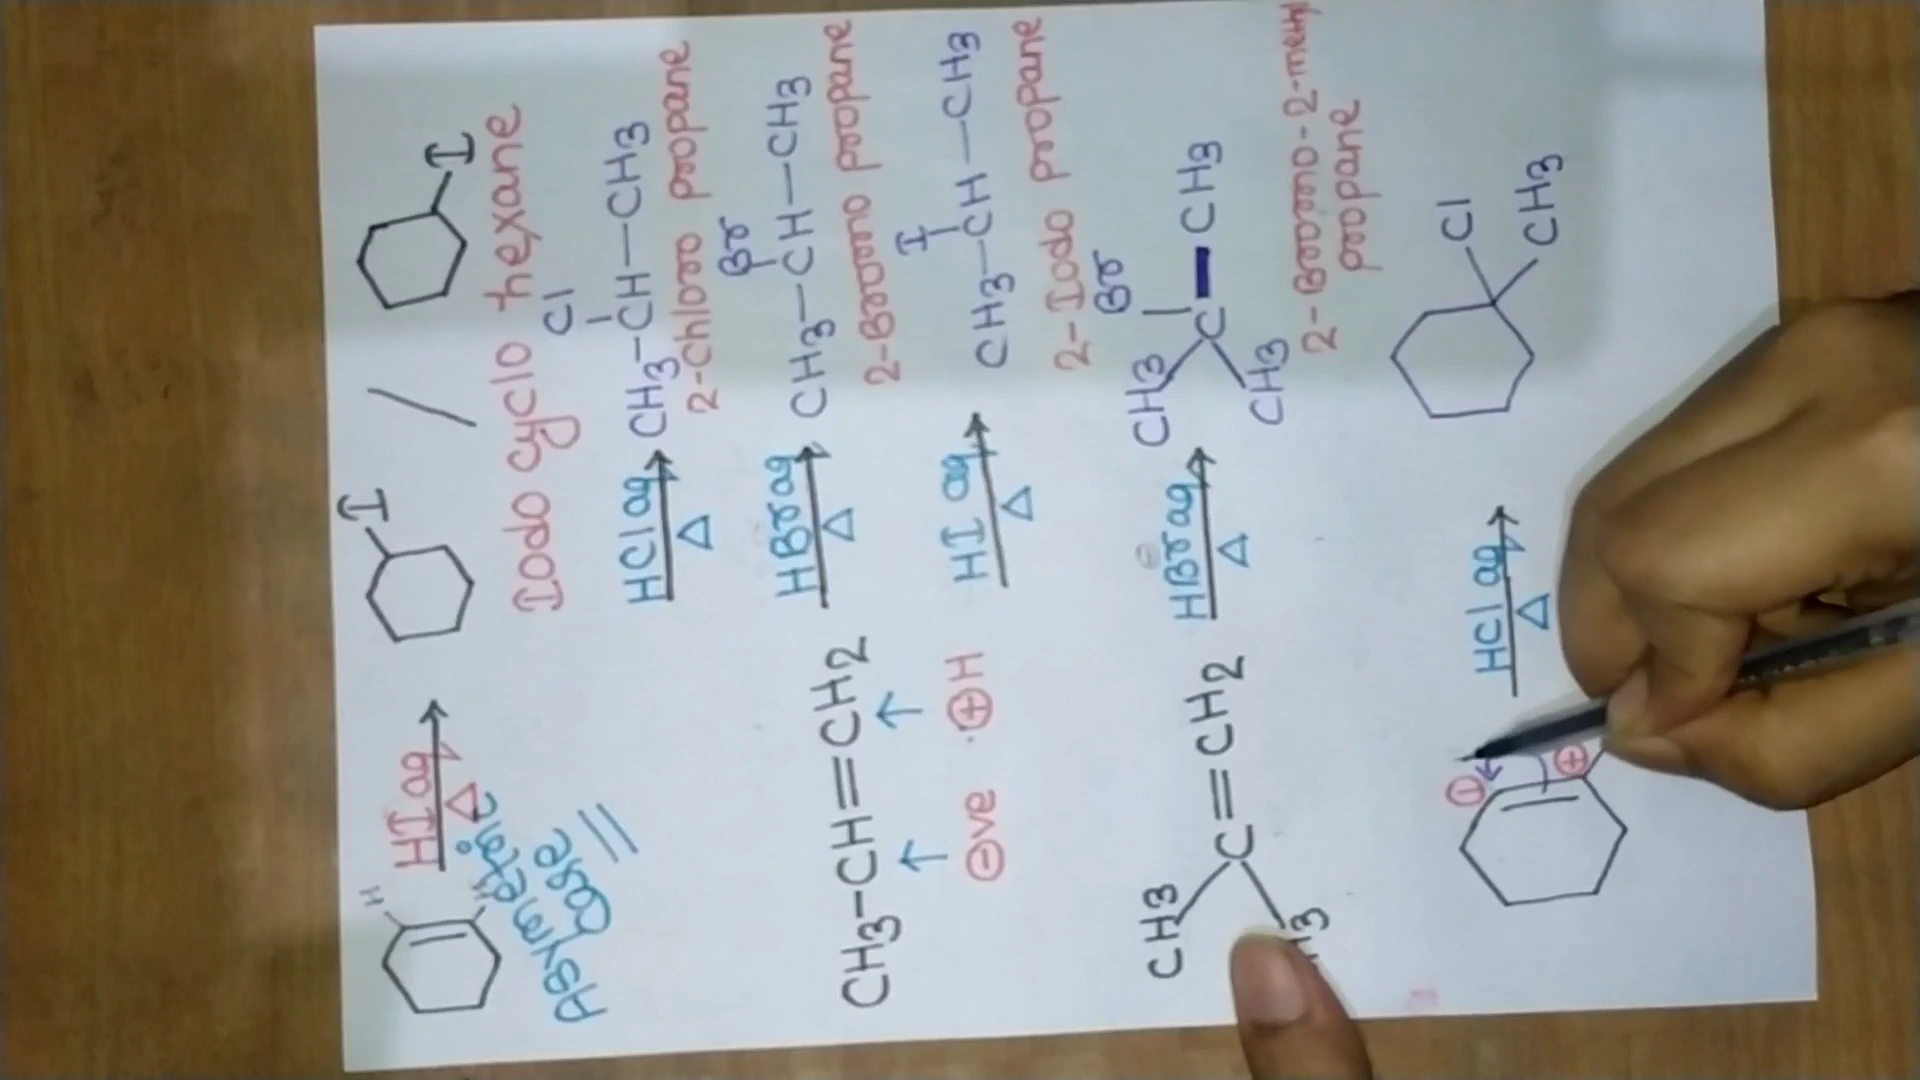 HI aq
Δ
I
/
I
Iodo cyclo hexane
H
H
Asymetric
Case
HCl aq
Δ
Cl
CH3-CH-CH3
2-Chloro propane
CH3-CH=CH2
HBr aq
Δ
Br
CH3-CH-CH3
2-Bromo propane
↑ ↑
⊖ve ⊕H
HI aq
Δ
I
CH3-CH-CH3
2-Iodo propane
CH3
C=CH2
H3
HBr aq
Δ
Br
CH3
C-CH3
CH3
2-Bromo-2-methyl
propane
⊖
⊕
HCl aq
Δ
Cl
CH3